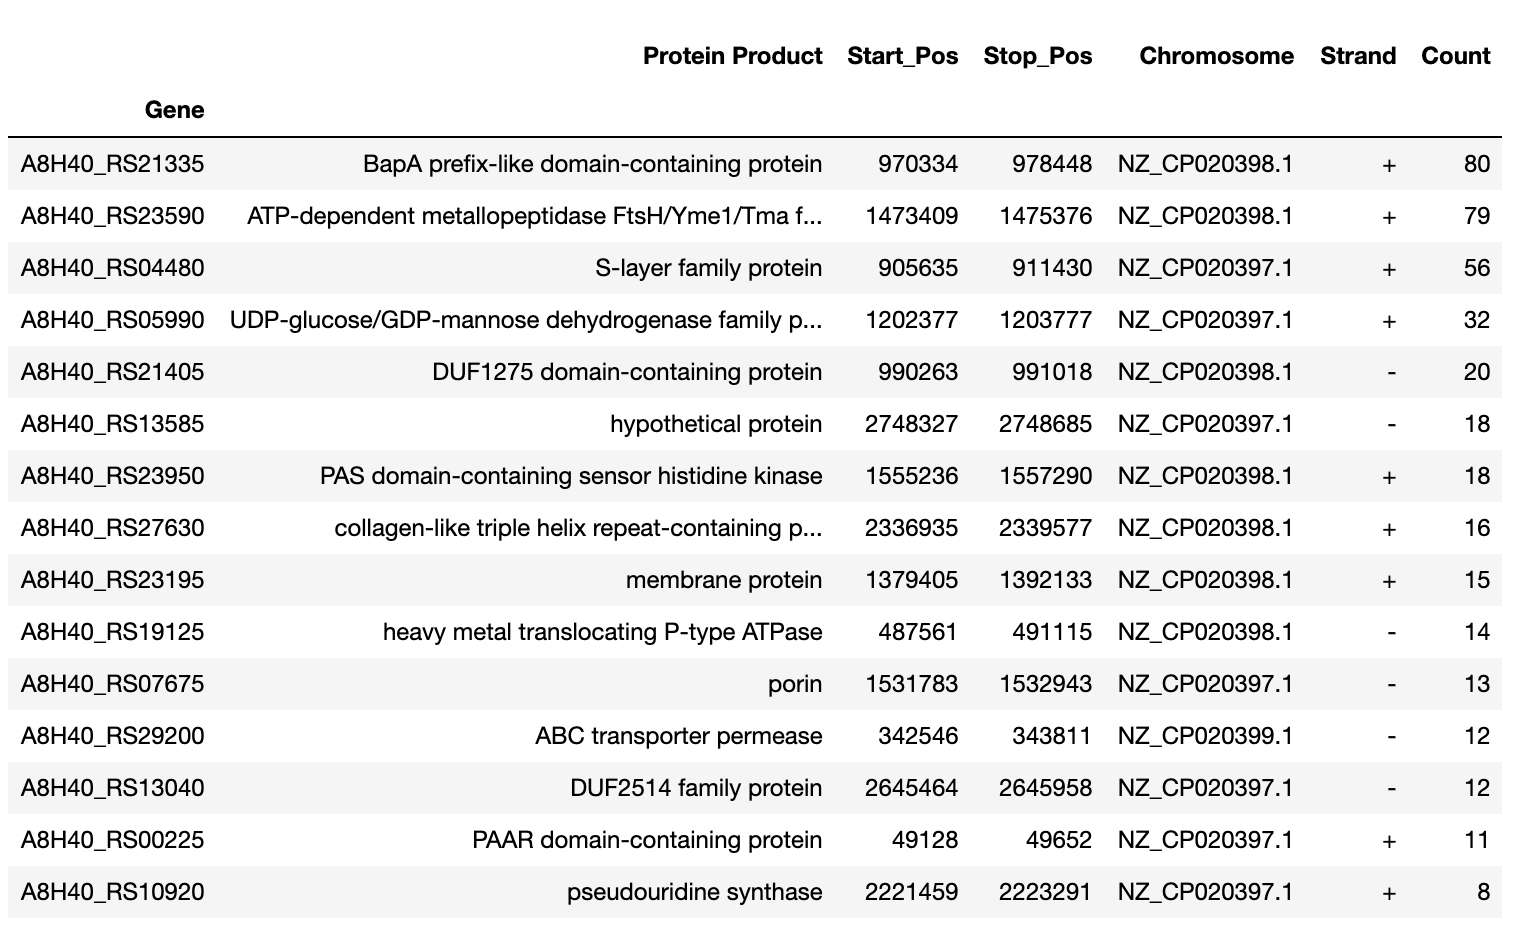 Protein Product Start_Pos Stop_Pos Chromosome Strand Count
Gene
A8H40_RS21335 BapA prefix-like domain-containing protein 970334 978448 NZ_CP020398.1 + 80
A8H40_RS23590 ATP-dependent metallopeptidase FtsH/Yme1/Tma f... 1473409 1475376 NZ_CP020398.1 + 79
A8H40_RS04480 S-layer family protein 905635 911430 NZ_CP020397.1 + 56
A8H40_RS05990 UDP-glucose/GDP-mannose dehydrogenase family p... 1202377 1203777 NZ_CP020397.1 + 32
A8H40_RS21405 DUF1275 domain-containing protein 990263 991018 NZ_CP020398.1 - 20
A8H40_RS13585 hypothetical protein 2748327 2748685 NZ_CP020397.1 - 18
A8H40_RS23950 PAS domain-containing sensor histidine kinase 1555236 1557290 NZ_CP020398.1 + 18
A8H40_RS27630 collagen-like triple helix repeat-containing p... 2336935 2339577 NZ_CP020398.1 + 16
A8H40_RS23195 membrane protein 1379405 1392133 NZ_CP020398.1 + 15
A8H40_RS19125 heavy metal translocating P-type ATPase 487561 491115 NZ_CP020398.1 - 14
A8H40_RS07675 porin 1531783 1532943 NZ_CP020397.1 - 13
A8H40_RS29200 ABC transporter permease 342546 343811 NZ_CP020399.1 - 12
A8H40_RS13040 DUF2514 family protein 2645464 2645958 NZ_CP020397.1 - 12
A8H40_RS00225 PAAR domain-containing protein 49128 49652 NZ_CP020397.1 + 11
A8H40_RS10920 pseudouridine synthase 2221459 2223291 NZ_CP020397.1 + 8